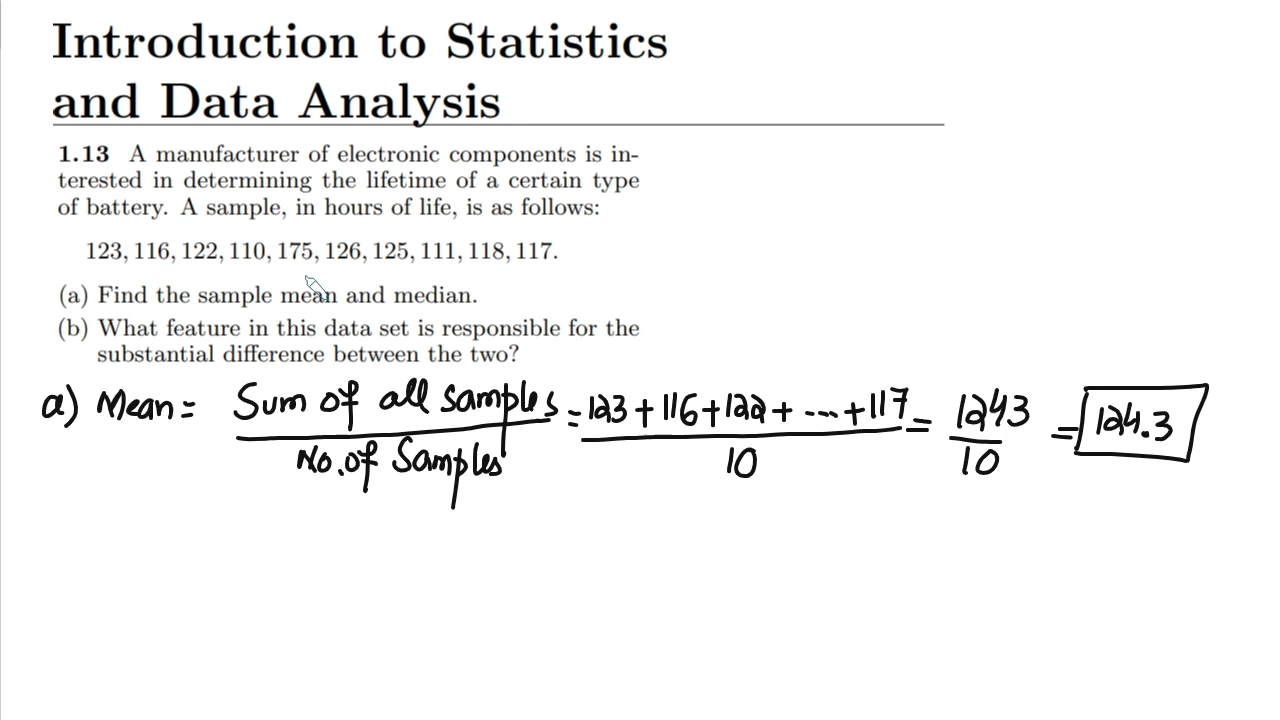 Introduction to Statistics
and Data Analysis
1.13 A manufacturer of electronic components is in-
terested in determining the lifetime of a certain type
of battery. A sample, in hours of life, is as follows:
123, 116, 122, 110, 175, 126, 125, 111, 118, 117.
(a) Find the sample mean and median.
(b) What feature in this data set is responsible for the
substantial difference between the two?
a) Mean = Sum of all samples = 123 + 116 + 122 + ... + 117 = 1243 = 124.3
No. of Samples 10 10